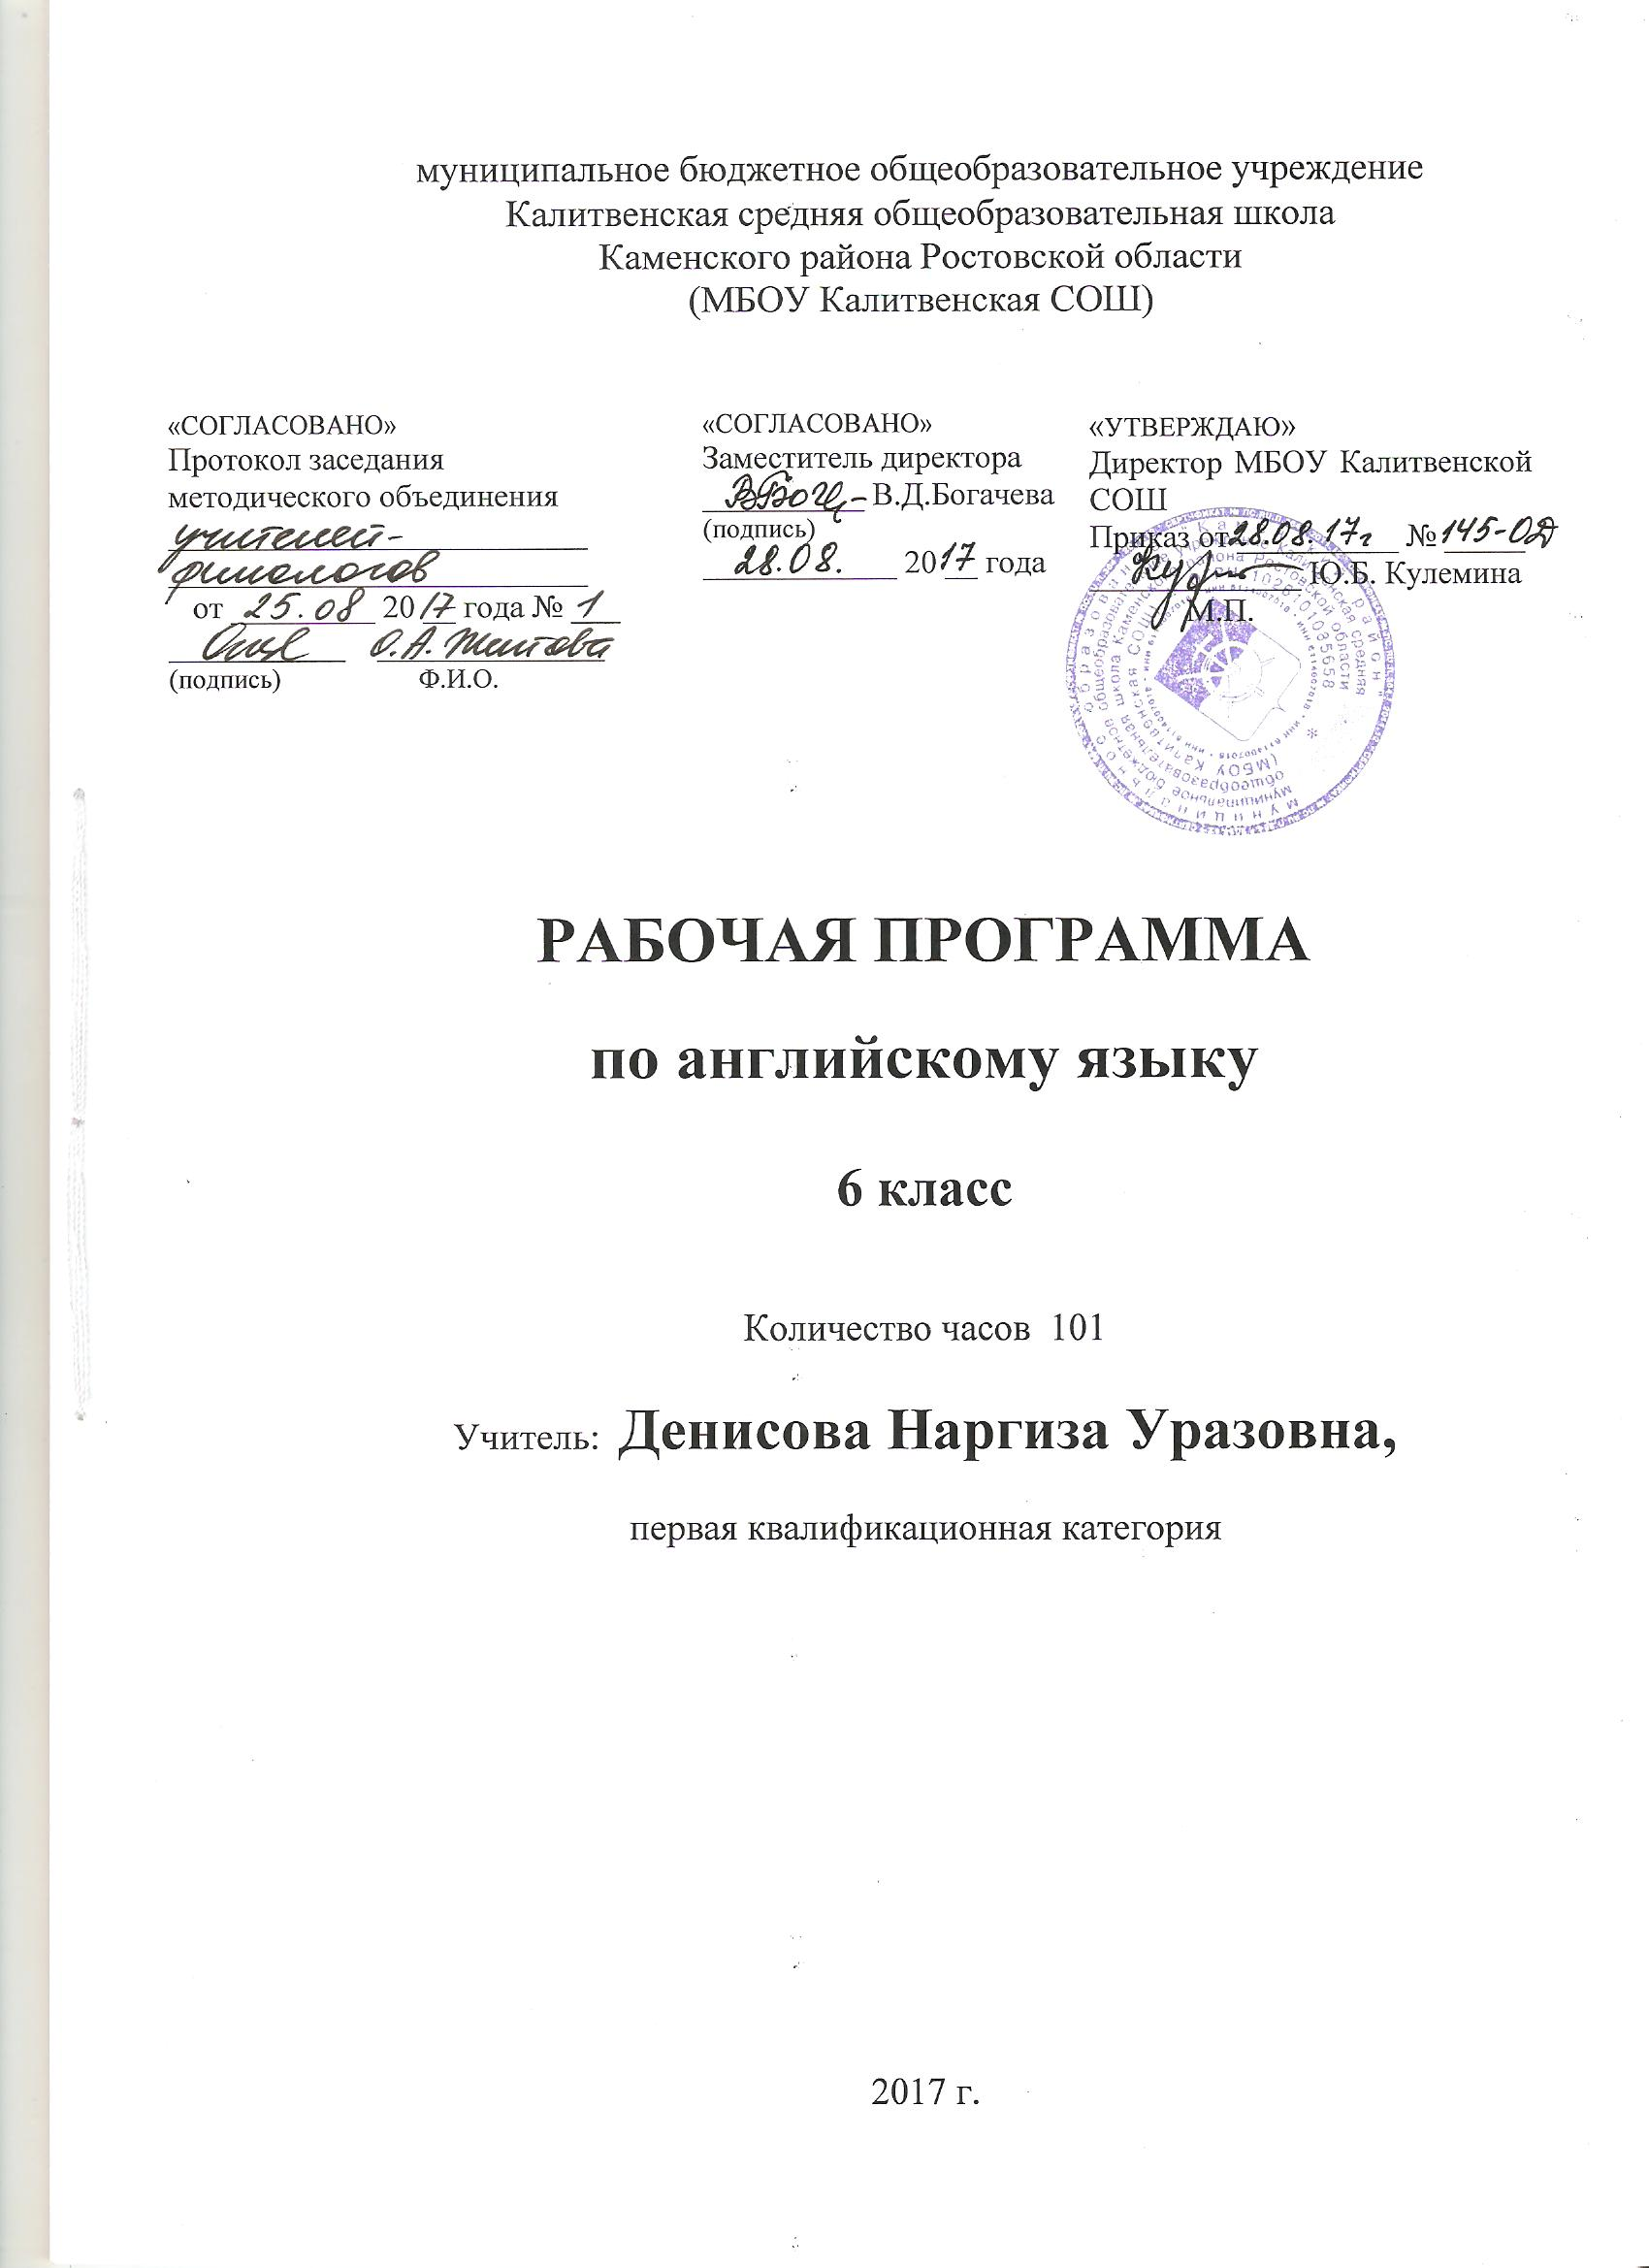 муниципальное бюджетное общеобразовательное учреждение
Калитвенская средняя общеобразовательная школа
Каменского района Ростовской области
(МБОУ Калитвенская СОШ)
«СОГЛАСОВАНО»
Протокол заседания
методического объединения
учителей-
филологов
от 25.08 2017 года № 1
О.А. Житова
(подпись) Ф.И.О.
«СОГЛАСОВАНО»
Заместитель директора
В.Д.Богачева
(подпись)
28.08. 2017 года
«УТВЕРЖДАЮ»
Директор МБОУ Калитвенской
СОШ
Приказ от 28.08.17г №145-ОД
Ю.Б. Кулемина
М.П.
РАБОЧАЯ ПРОГРАММА
по английскому языку
6 класс
Количество часов 101
Учитель: Денисова Наргиза Уразовна,
первая квалификационная категория
2017 г.